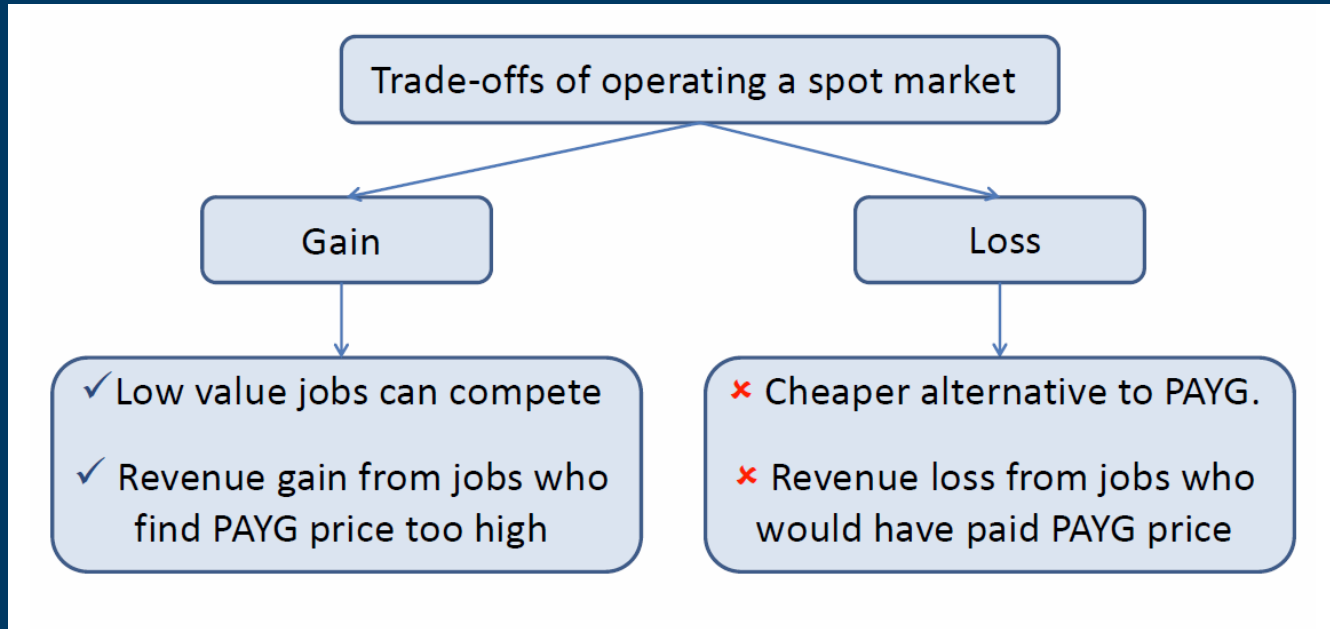 Trade-offs of operating a spot market
Gain
Loss
✓Low value jobs can compete
✓ Revenue gain from jobs who
find PAYG price too high
✘ Cheaper alternative to PAYG.
✘ Revenue loss from jobs who
would have paid PAYG price